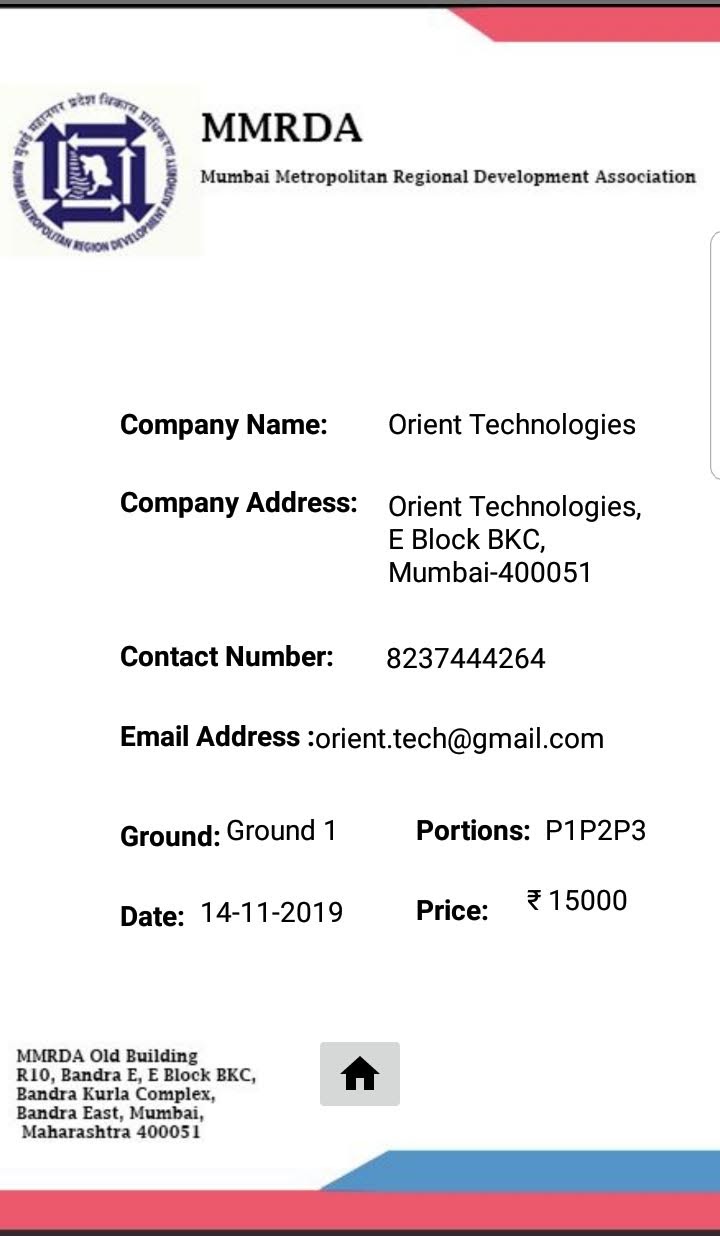 मुंबई महानगर प्रदेश विकास प्राधिकरण
MUMBAI METROPOLITAN REGION DEVELOPMENT AUTHORITY
MMRDA
Mumbai Metropolitan Regional Development Association
Company Name: Orient Technologies
Company Address: Orient Technologies,
E Block BKC,
Mumbai-400051
Contact Number: 8237444264
Email Address :orient.tech@gmail.com
Ground: Ground 1 Portions: P1P2P3
Date: 14-11-2019 Price: ₹ 15000
MMRDA Old Building
R10, Bandra E, E Block BKC,
Bandra Kurla Complex,
Bandra East, Mumbai,
Maharashtra 400051